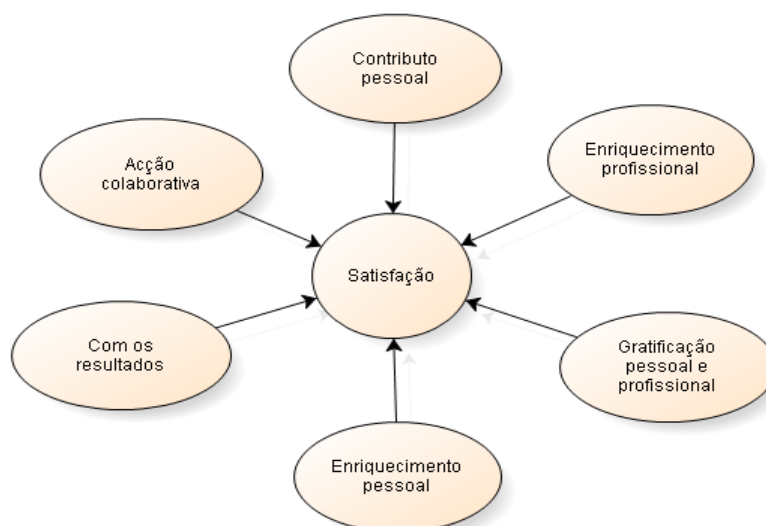 Contributo
pessoal
Enriquecimento
profissional
Acção
colaborativa
Satisfação
Com os
resultados
Gratificação
pessoal e
profissional
Enriquecimento
pessoal